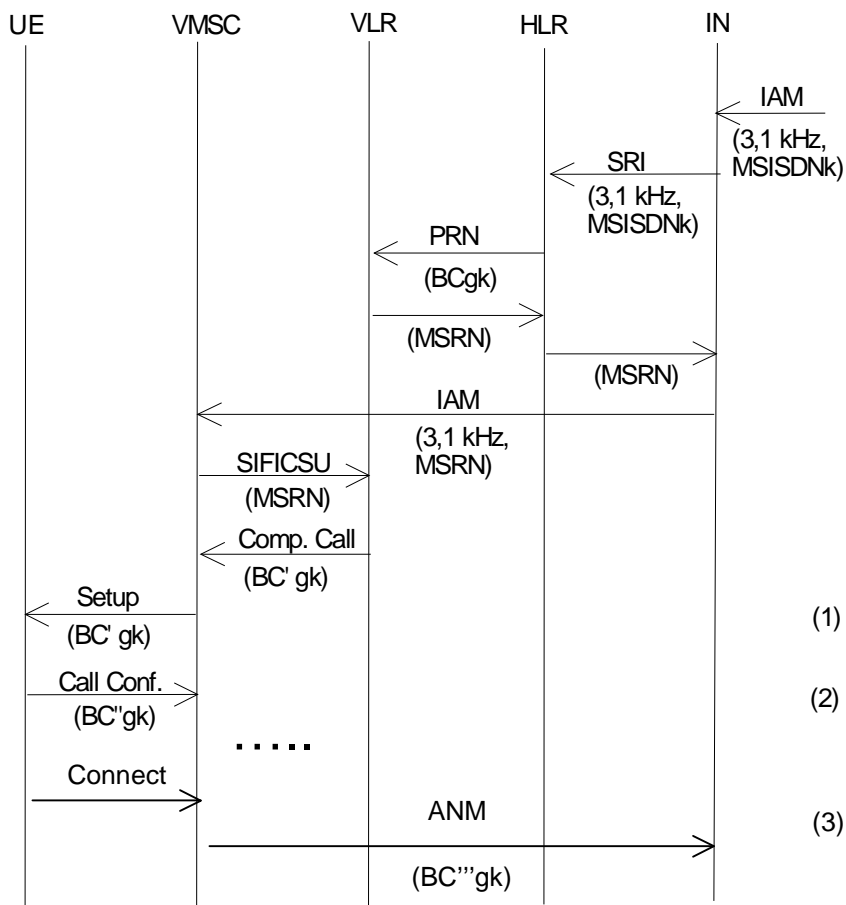 UE VMSC VLR HLR IN
IAM
(3,1 kHz,
MSISDNk)
SRI
(3,1 kHz,
MSISDNk)
PRN
(BCgk)
(MSRN)
(MSRN)
IAM
(3,1 kHz,
MSRN)
SIFICSU
(MSRN)
Comp. Call
(BC' gk)
Setup
(BC' gk)
(1)
Call Conf.
(BC"gk)
(2)
.....
Connect
ANM
(3)
(BC’’’gk)